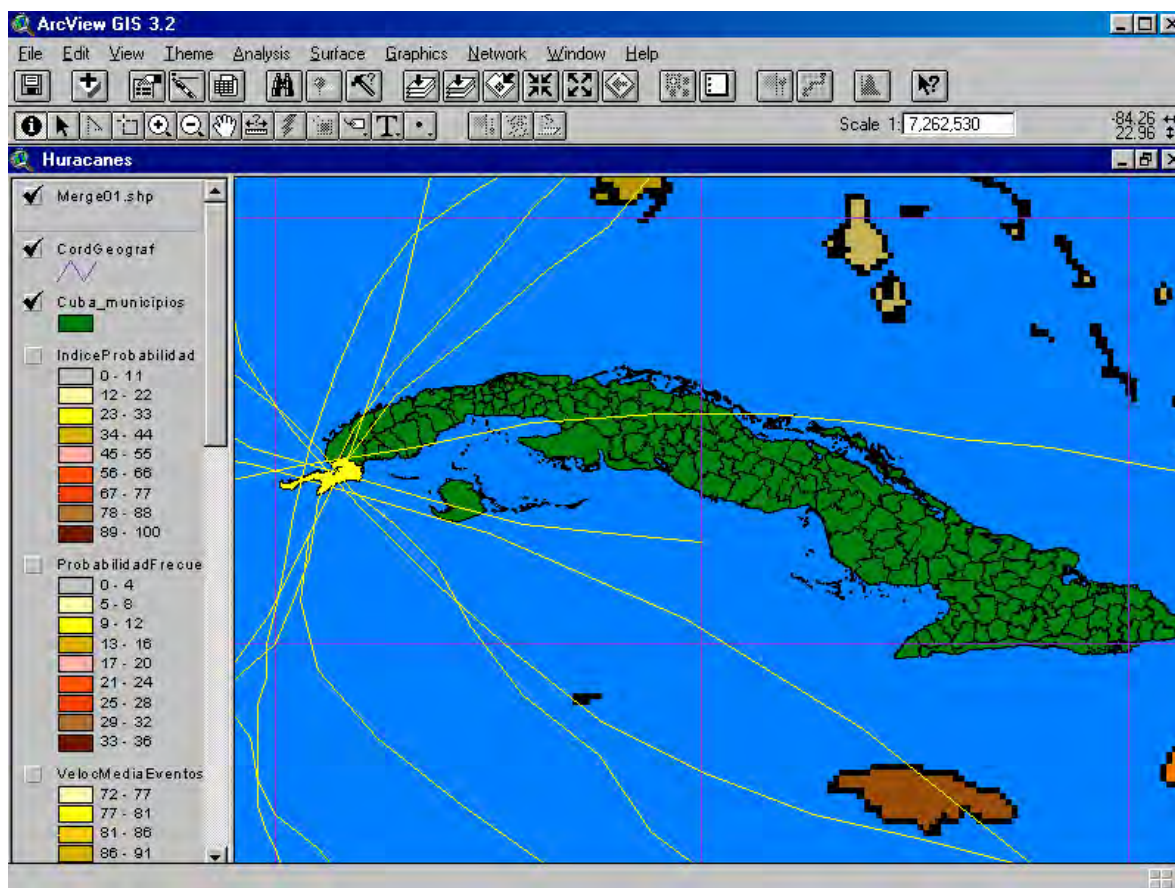 ArcView GIS 3.2
File Edit View Theme Analysis Surface Graphics Network Window Help
Scale 1: 7,262,530
-84.26
22.96
Huracanes
Merge01.shp
CordGeograf
Cuba_municipios
IndiceProbabilidad
0 - 11
12 - 22
23 - 33
34 - 44
45 - 55
56 - 66
67 - 77
78 - 88
89 - 100
ProbabilidadFrecue
0 - 4
5 - 8
9 - 12
13 - 16
17 - 20
21 - 24
25 - 28
29 - 32
33 - 36
VelocMediaEventos
72 - 77
77 - 81
81 - 86
86 - 91